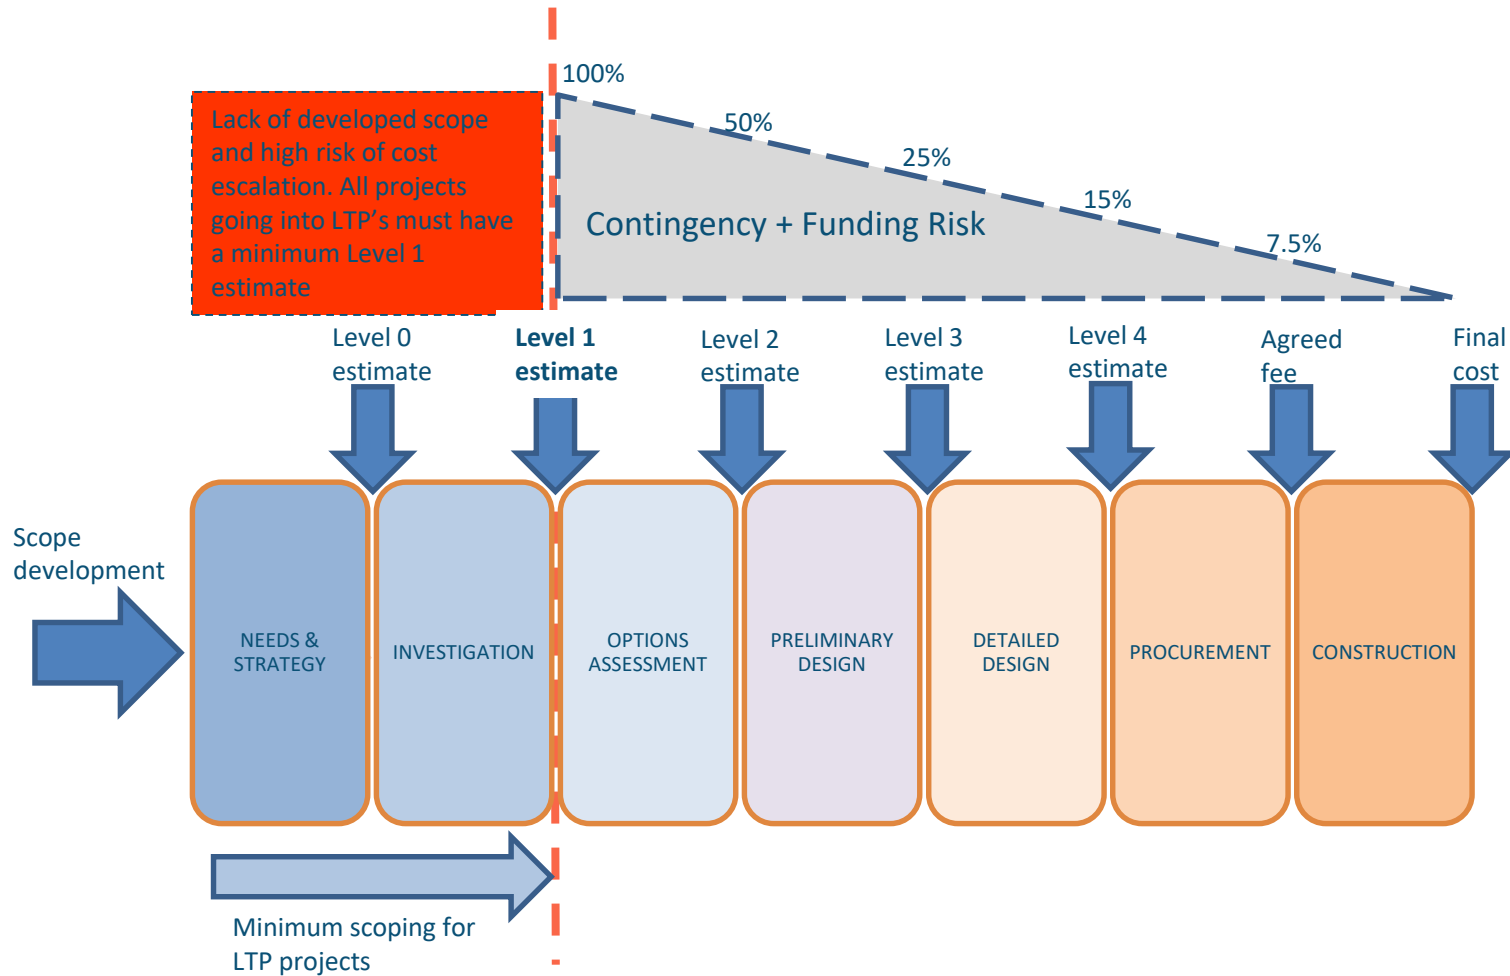 100%
Lack of developed scope
and high risk of cost
escalation. All projects
going into LTP's must have
a minimum Level 1
estimate
50%
25%
15%
7.5%
Contingency + Funding Risk
Level 0
estimate
Level 1
estimate
Level 2
estimate
Level 3
estimate
Level 4
estimate
Agreed
fee
Final
cost
Scope
development
NEEDS &
STRATEGY
INVESTIGATION
OPTIONS
ASSESSMENT
PRELIMINARY
DESIGN
DETAILED
DESIGN
PROCUREMENT
CONSTRUCTION
Minimum scoping for
LTP projects